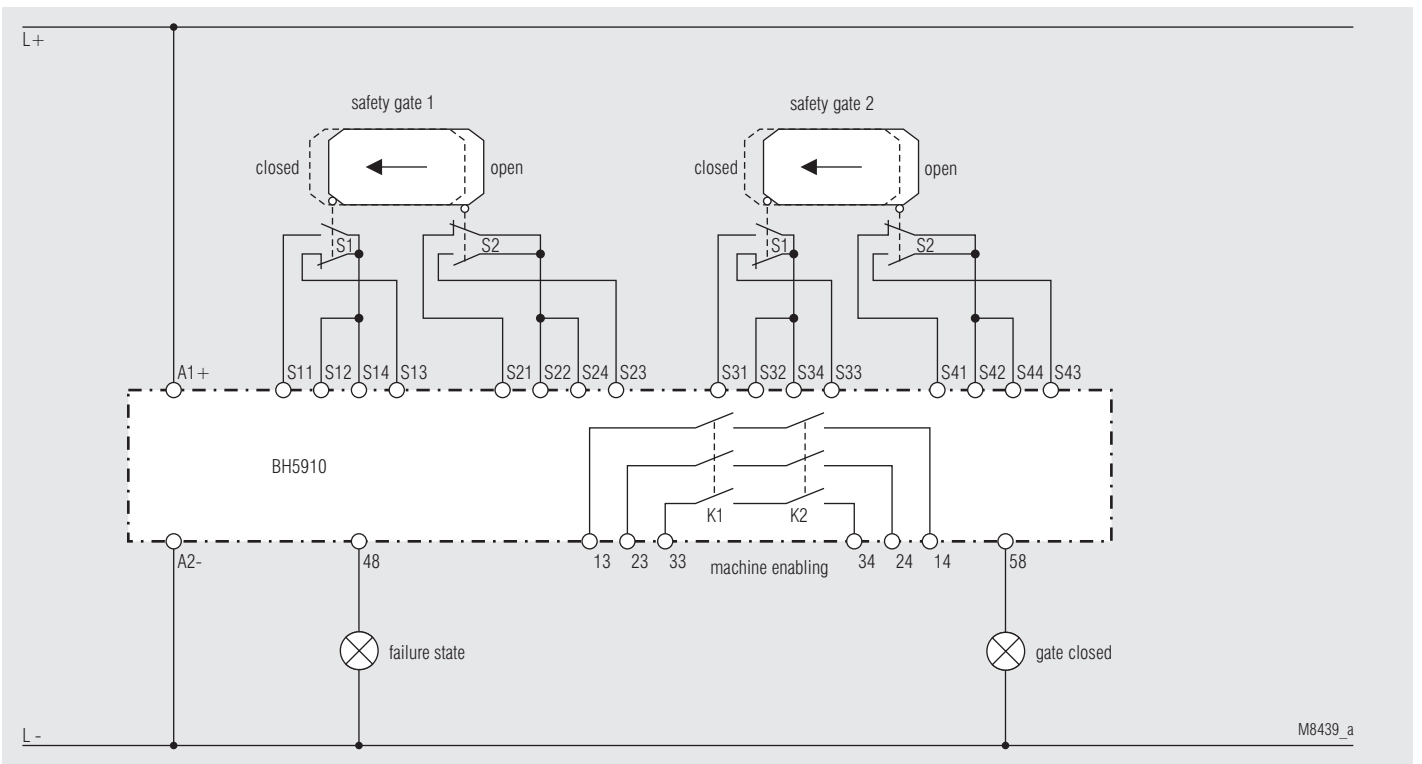 L+
safety gate 1
safety gate 2
closed
open
closed
open
S1
S2
S1
S2
A1+
S11
S12
S14
S13
S21
S22
S24
S23
S31
S32
S34
S33
S41
S42
S44
S43
BH5910
K1
K2
A2-
48
13
23
33
machine enabling
34
24
14
58
failure state
gate closed
L -
M8439_a